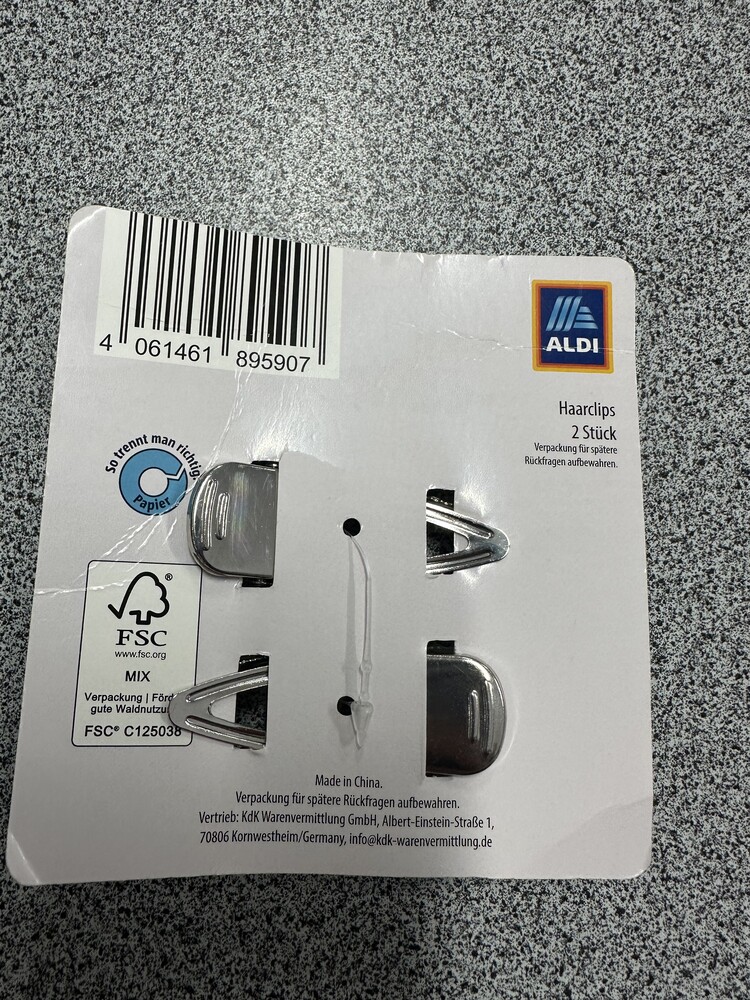 4 061461 895907
ALDI
Haarclips
2 Stück
Verpackung für spätere
Rückfragen aufbewahren.
So trennt man richtig.
Papier
®
FSC
www.fsc.org
MIX
Verpackung |
gute
FSC® C125038
Made in China.
Verpackung für spätere Rückfragen aufbewahren.
Vertrieb: KdK Warenvermittlung GmbH, Albert-Einstein-Straße 1,
70806 Kornwestheim/Germany, info@kdk-warenvermittlung.de